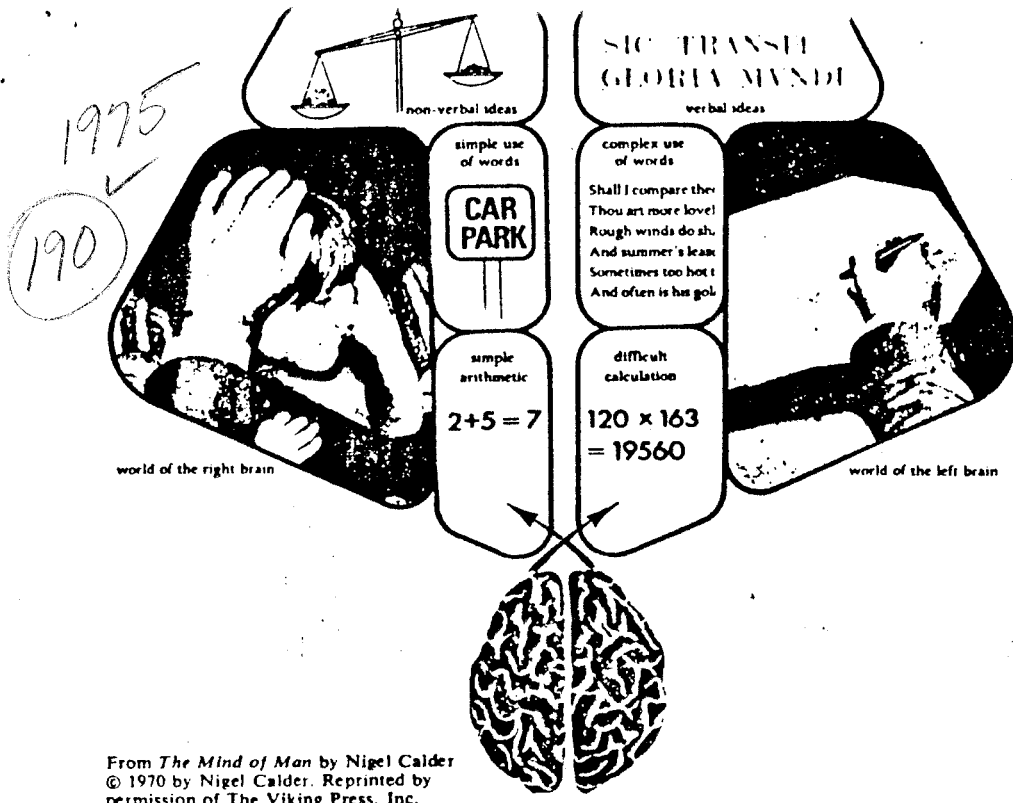 SIC TRANSIT
GLORIA MVNDI
non-verbal ideas
verbal ideas
1975
190
simple use
of words
CAR
PARK
complex use
of words
Shall I compare thee
Thou art more lovel
Rough winds do sh
And summer's leas
Sometimes too hot t
And often is his gol
simple
arithmetic
2+5=7
difficult
calculation
120 × 163
= 19560
world of the right brain
world of the left brain
From The Mind of Man by Nigel Calder
© 1970 by Nigel Calder. Reprinted by
permission of The Viking Press, Inc.